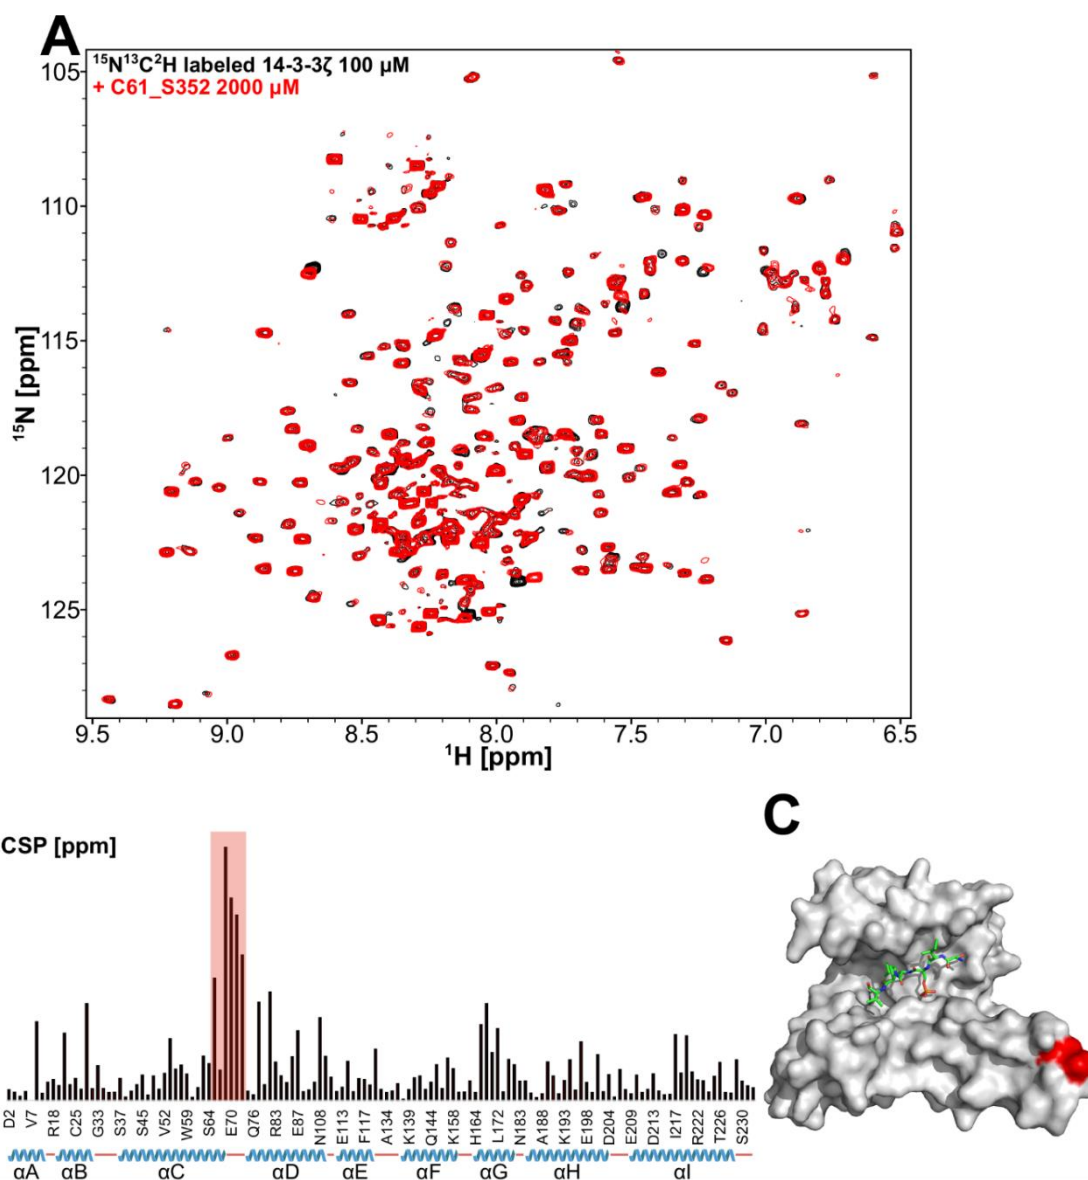 A
¹⁵N¹³C²H labeled 14-3-3ζ 100 μM
+ C61_S352 2000 μM
105
110
115
120
125
¹⁵N [ppm]
9.5 9.0 8.5 8.0 7.5 7.0 6.5
¹H [ppm]
CSP [ppm]
D2 V7 R18 C25 G33 S37 S45 V52 W59 S64 E70 Q76 R83 E87 N108 E113 F117 A134 K139 Q144 K158 H164 L172 N183 A188 K193 E198 D204 E209 D213 I217 R222 T226 S230
αA αB αC αD αE αF αG αH αI
C